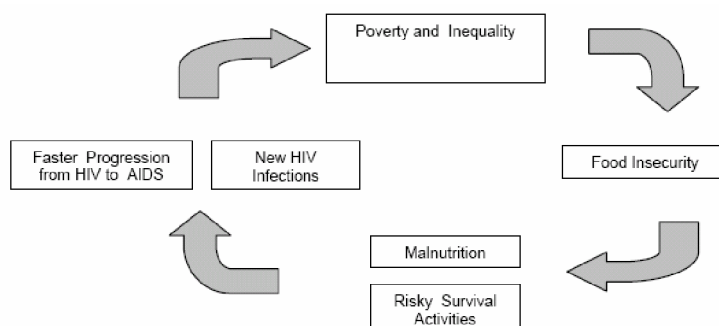 Poverty and Inequality
Faster Progression
from HIV to AIDS
New HIV
Infections
Food Insecurity
Malnutrition
Risky Survival
Activities